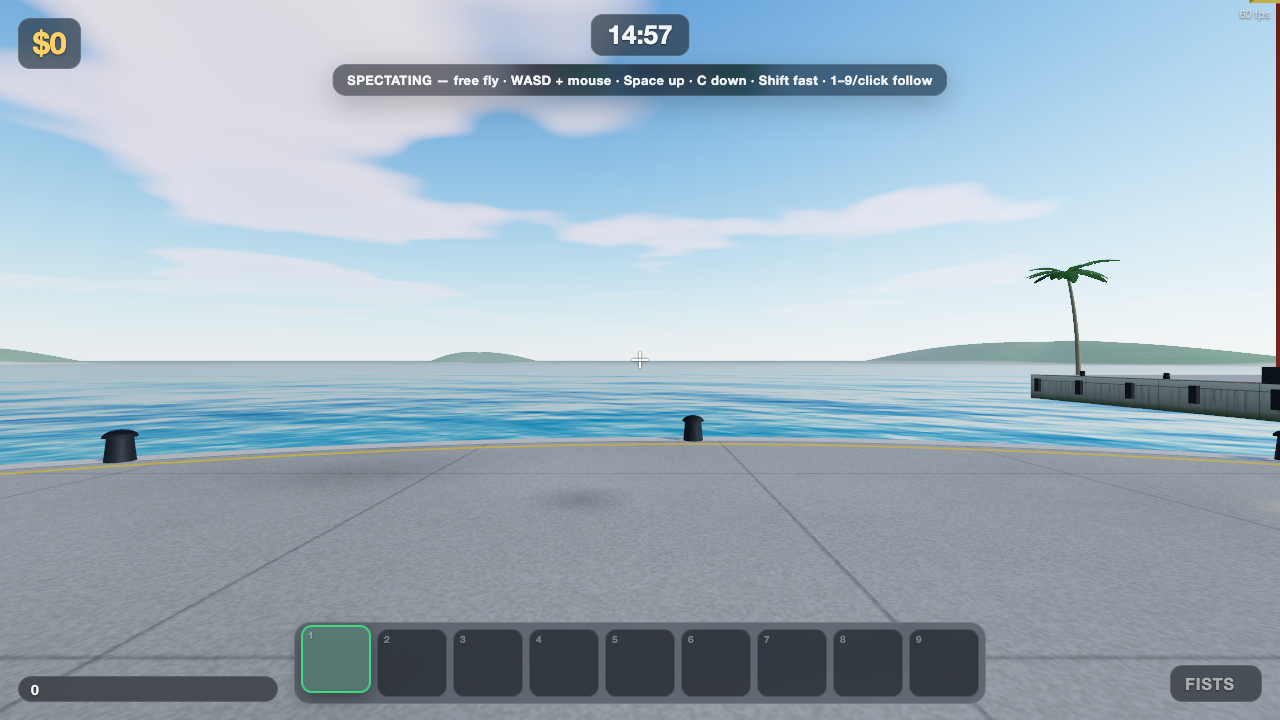 $0
14:57
60 fps
SPECTATING — free fly · WASD + mouse · Space up · C down · Shift fast · 1–9/click follow
1 2 3 4 5 6 7 8 9
0
FISTS